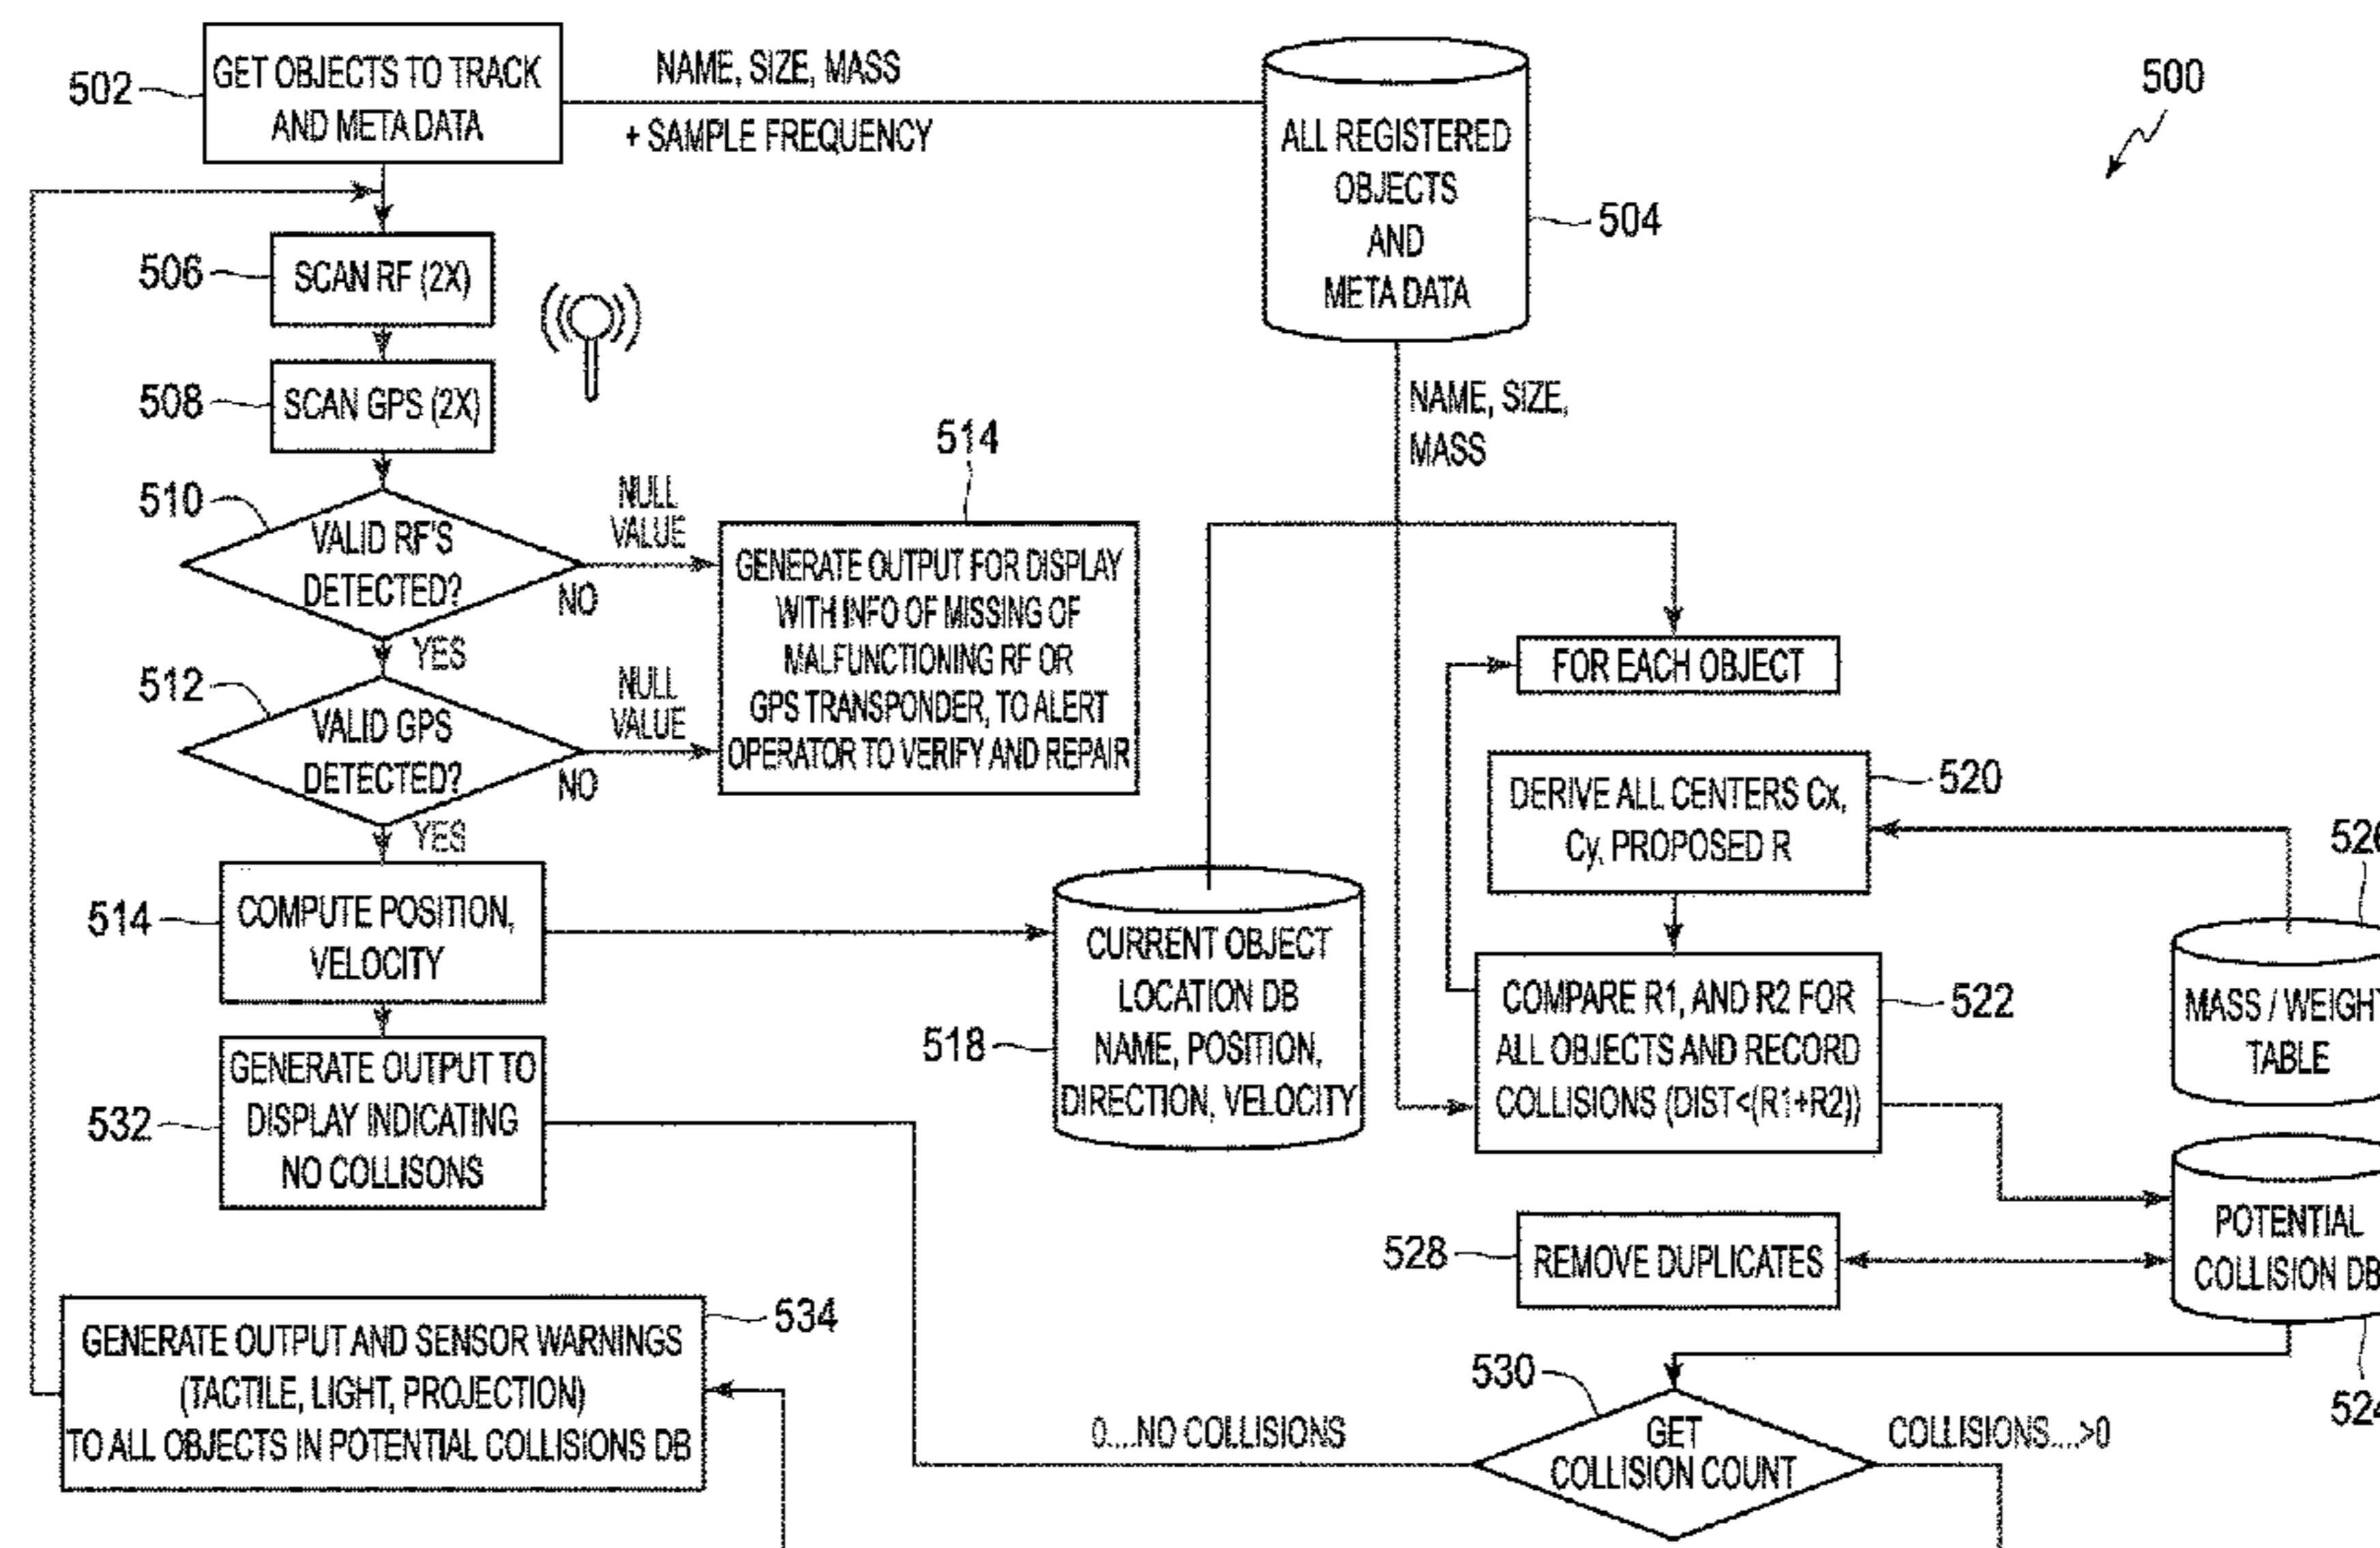 502
GET OBJECTS TO TRACK
AND META DATA
NAME, SIZE, MASS
+ SAMPLE FREQUENCY
ALL REGISTERED
OBJECTS
AND
META DATA
504
500
506
SCAN RF (2X)
508
SCAN GPS (2X)
NAME, SIZE,
MASS
510
VALID RF'S
DETECTED?
NULL
VALUE
NO
YES
514
GENERATE OUTPUT FOR DISPLAY
WITH INFO OF MISSING OF
MALFUNCTIONING RF OR
GPS TRANSPONDER, TO ALERT
OPERATOR TO VERIFY AND REPAIR
512
VALID GPS
DETECTED?
NULL
VALUE
NO
YES
FOR EACH OBJECT
DERIVE ALL CENTERS Cx,
Cy, PROPOSED R
520
514
COMPUTE POSITION,
VELOCITY
CURRENT OBJECT
LOCATION DB
NAME, POSITION,
DIRECTION, VELOCITY
518
COMPARE R1, AND R2 FOR
ALL OBJECTS AND RECORD
COLLISIONS (DIST<(R1+R2))
522
526
MASS / WEIGHT
TABLE
532
GENERATE OUTPUT TO
DISPLAY INDICATING
NO COLLISONS
528
REMOVE DUPLICATES
POTENTIAL
COLLISION DB
524
534
GENERATE OUTPUT AND SENSOR WARNINGS
(TACTILE, LIGHT, PROJECTION)
TO ALL OBJECTS IN POTENTIAL COLLISIONS DB
530
0....NO COLLISIONS
GET
COLLISION COUNT
COLLISIONS....>0